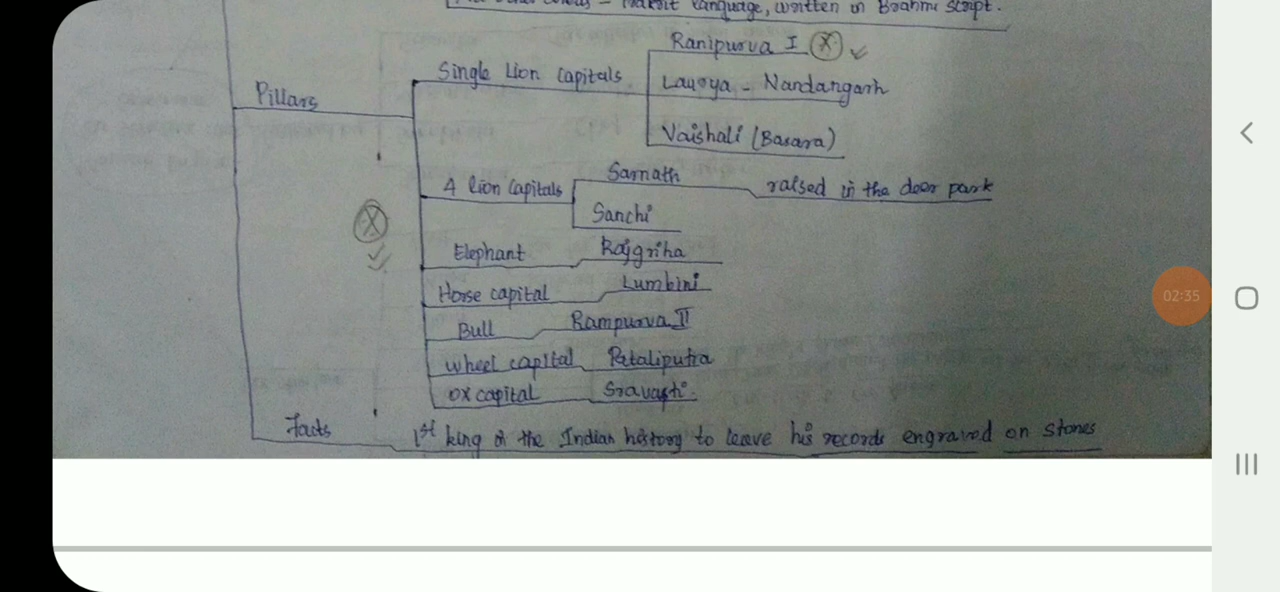 language, written in Brahmi script.
Pillars
Single Lion Capitals
Ranipurva I X
Lauoya - Nandangarh
Vaishali (Basara)
4 lion Capitals
Sarnath
raised in the deer park
Sanchi
X
Elephant Rajgriha
Horse capital Lumbini
Bull Rampurva II
wheel capital Pataliputra
ox capital Sravasti.
Facts
1st king of the Indian history to leave his records engraved on stones
02:35